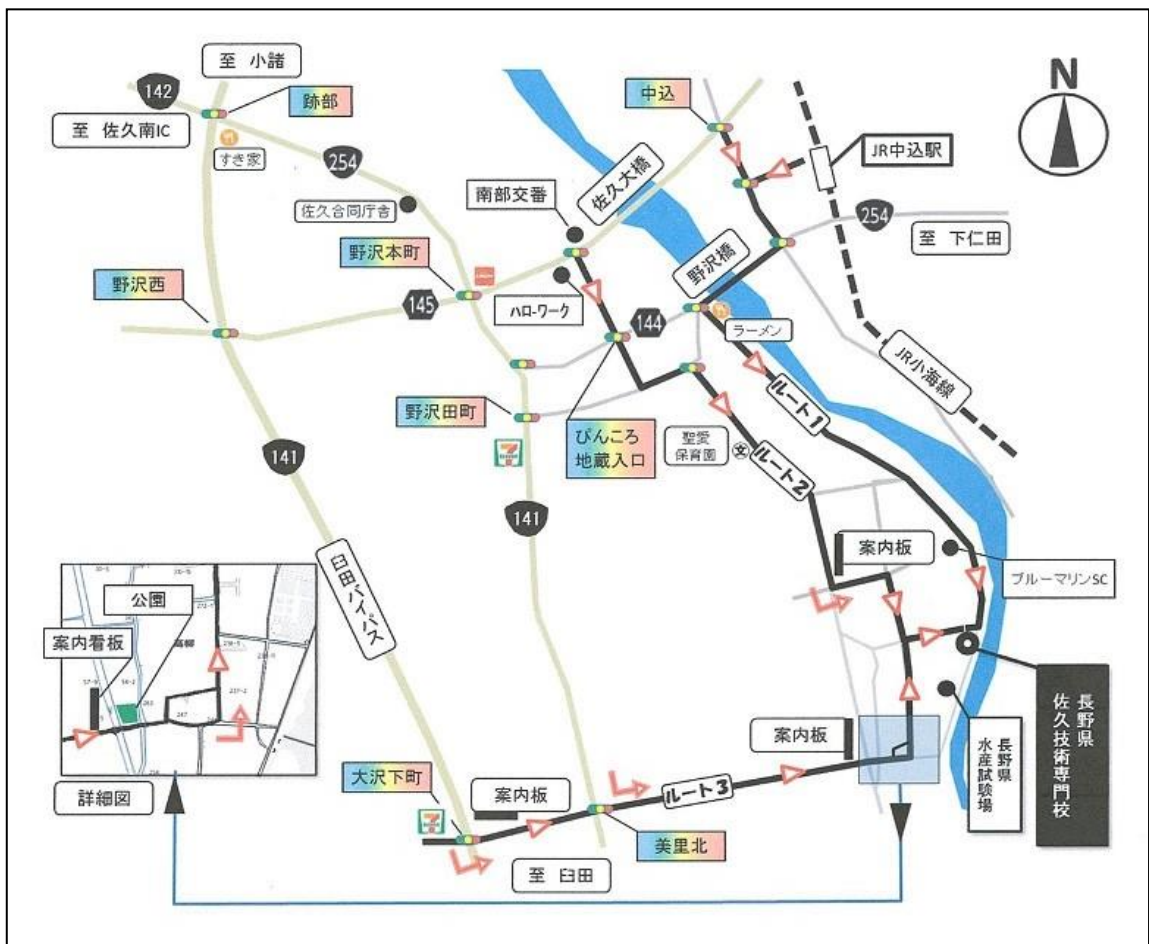 至 小諸
142
跡部
至 佐久南IC
すき家
254
佐久合同庁舎
中込
N
JR中込駅
佐久大橋
南部交番
254
至 下仁田
野沢本町
野沢橋
野沢西
145
ハローワーク
144
ラーメン
JR小海線
ルート1
野沢田町
ぴんころ
地蔵入口
聖愛
保育園
文
ルート2
7
141
141
臼田バイパス
案内板
ブルーマリンSC
公園
案内看板
高柳
詳細図
大沢下町
7
案内板
ルート3
案内板
美里北
至 臼田
長野県
水産試験場
長野県
佐久技術専門校